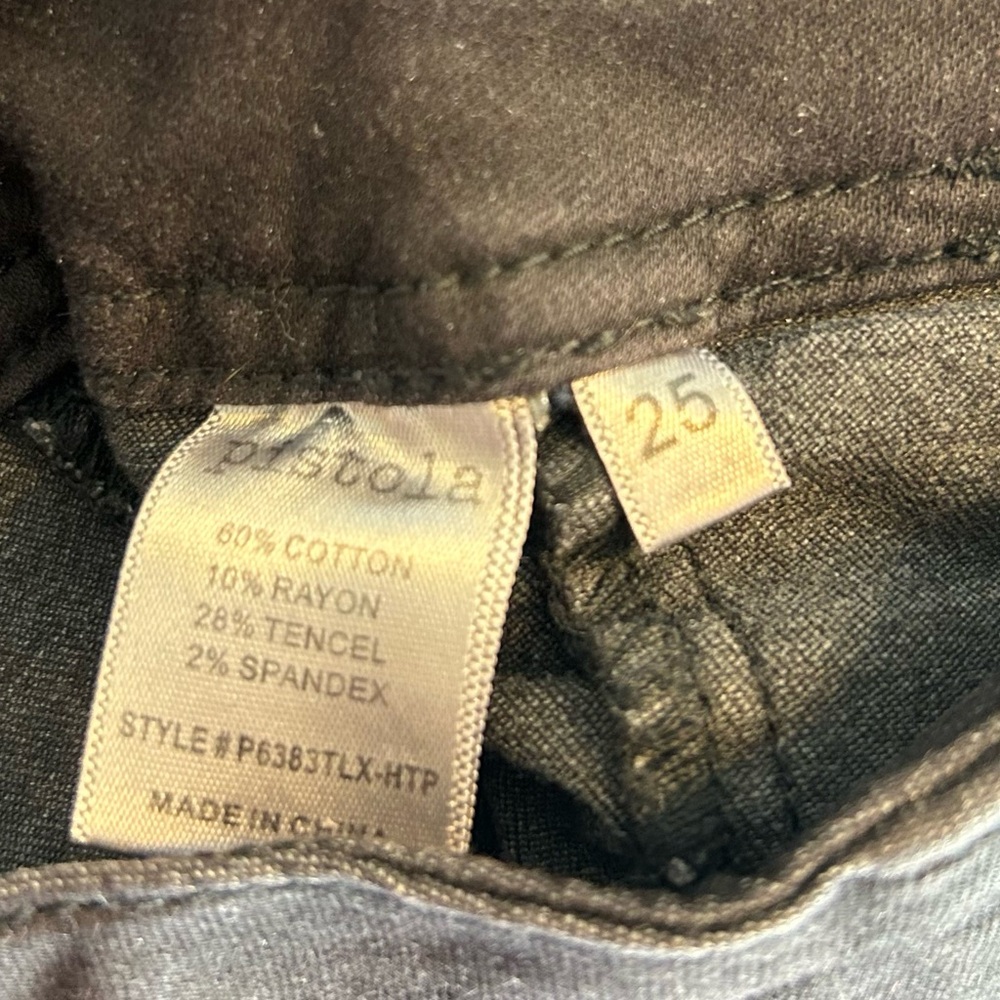 pistola
60% COTTON
10% RAYON
28% TENCEL
2% SPANDEX
STYLE # P6383TLX-HTP
MADE IN CHINA
25